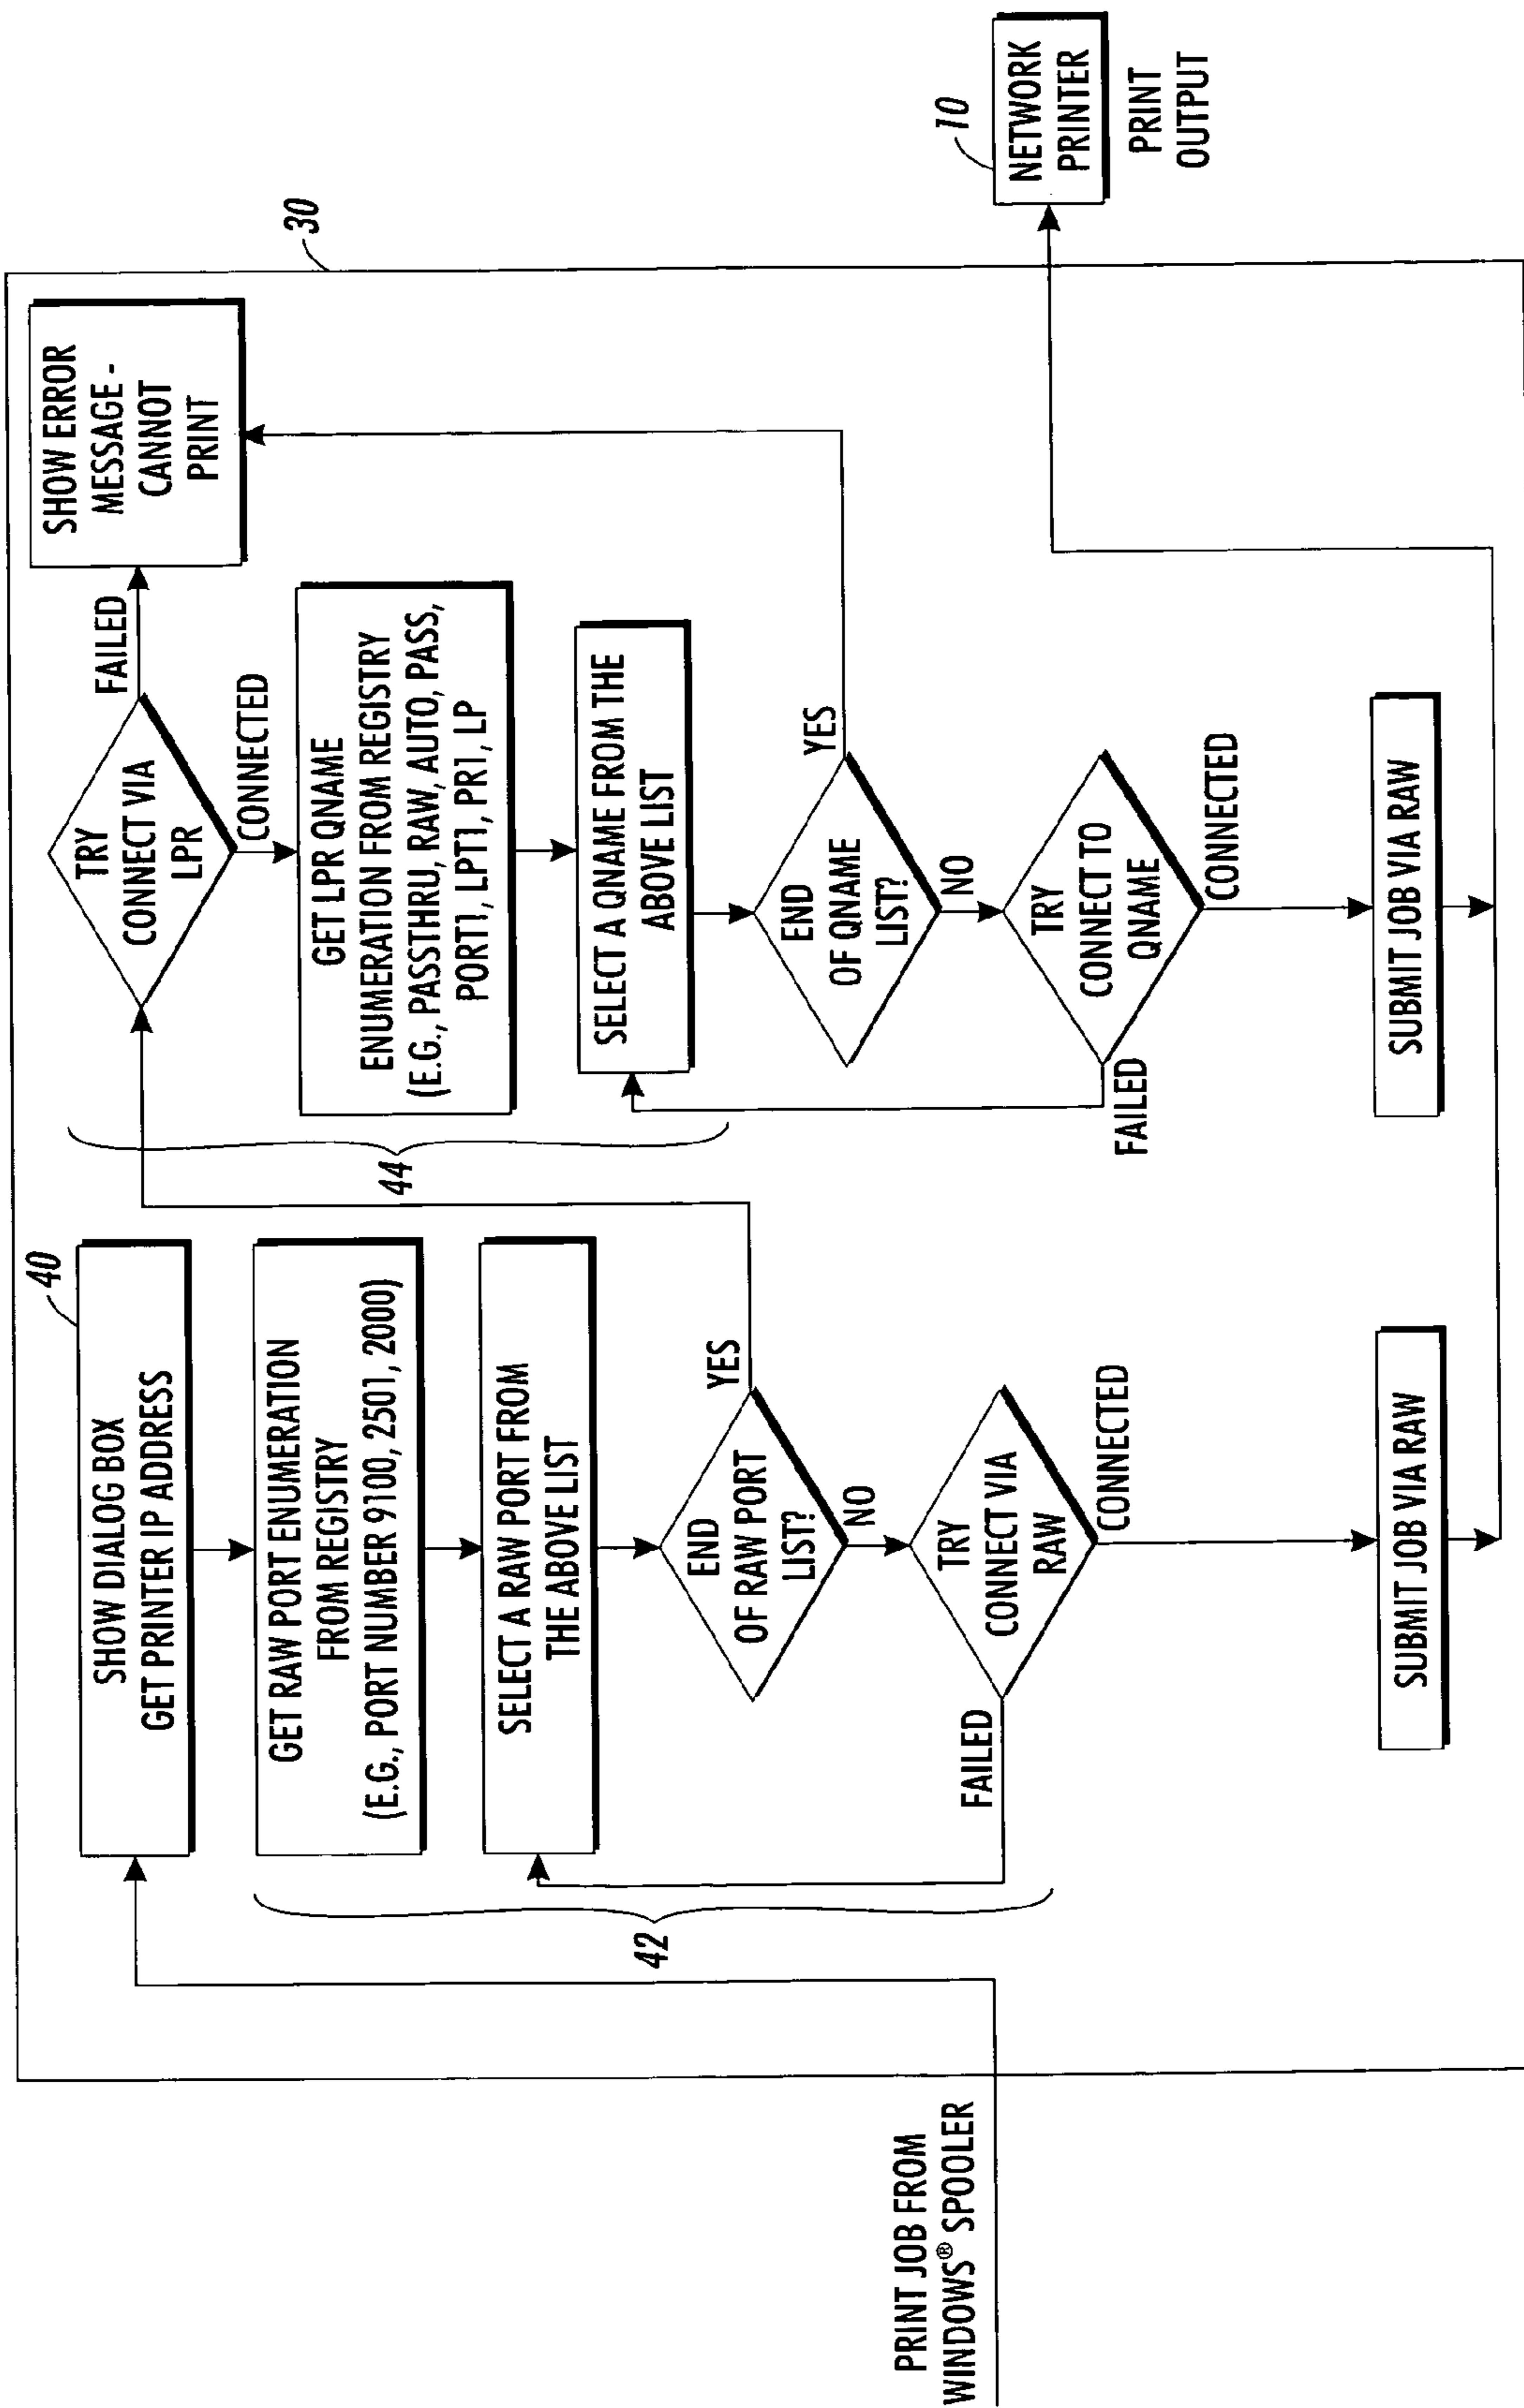 PRINT JOB FROM
WINDOWS® SPOOLER
30
40
SHOW DIALOG BOX
GET PRINTER IP ADDRESS
42
GET RAW PORT ENUMERATION
FROM REGISTRY
(E.G., PORT NUMBER 9100, 2501, 2000)
SELECT A RAW PORT FROM
THE ABOVE LIST
END
OF RAW PORT
LIST?
YES
NO
TRY
CONNECT VIA
RAW
FAILED
CONNECTED
SUBMIT JOB VIA RAW
44
TRY
CONNECT VIA
LPR
FAILED
CONNECTED
SHOW ERROR
MESSAGE -
CANNOT
PRINT
GET LPR QNAME
ENUMERATION FROM REGISTRY
(E.G., PASSTHRU, RAW, AUTO, PASS,
PORT1, LPT1, PR1, LP
SELECT A QNAME FROM THE
ABOVE LIST
END
OF QNAME
LIST?
YES
NO
TRY
CONNECT TO
QNAME
FAILED
CONNECTED
SUBMIT JOB VIA RAW
10
NETWORK
PRINTER
PRINT
OUTPUT